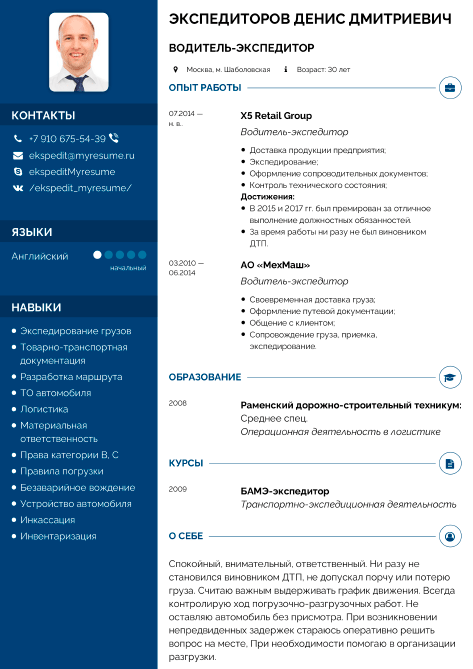 ЭКСПЕДИТОРОВ ДЕНИС ДМИТРИЕВИЧ
ВОДИТЕЛЬ-ЭКСПЕДИТОР
Москва, м. Шаболовская
Возраст: 30 лет
КОНТАКТЫ
+7 910 675-54-39
ekspedit@myresume.ru
ekspeditMyresume
/ekspedit_myresume/
ЯЗЫКИ
Английский
начальный
НАВЫКИ
Экспедирование грузов
Товарно-транспортная
документация
Разработка маршрута
ТО автомобиля
Логистика
Материальная
ответственность
Права категории В, С
Правила погрузки
Безаварийное вождение
Устройство автомобиля
Инкассация
Инвентаризация
ОПЫТ РАБОТЫ
07.2014 —
н. в.
X5 Retail Group
Водитель-экспедитор
Доставка продукции предприятия;
Экспедирование;
Оформление сопроводительных документов;
Контроль технического состояния;
Достижения:
В 2015 и 2017 гг. был премирован за отличное
выполнение должностных обязанностей.
За время работы ни разу не был виновником
ДТП.
03.2010 —
06.2014
АО «МехМаш»
Водитель-экспедитор
Своевременная доставка груза;
Оформление путевой документации;
Общение с клиентом;
Сопровождение груза, приемка,
экспедирование.
ОБРАЗОВАНИЕ
2008
Раменский дорожно-строительный техникум:
Среднее спец.
Операционная деятельность в логистике
КУРСЫ
2009
БАМЭ-экспедитор
Транспортно-экспедиционная деятельность
О СЕБЕ
Спокойный, внимательный, ответственный. Ни разу не
становился виновником ДТП, не допускал порчу или потерю
груза. Считаю важным выдерживать график движения. Всегда
контролирую ход погрузочно-разгрузочных работ. Не
оставляю автомобиль без присмотра. При возникновении
непредвиденных задержек стараюсь оперативно решить
вопрос на месте, При необходимости помогаю в организации
разгрузки.